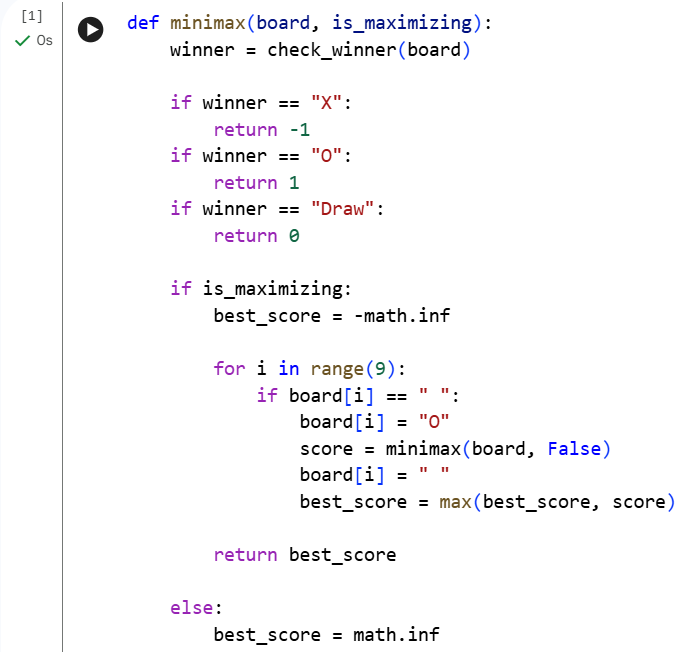 [1]
0s
def minimax(board, is_maximizing):
    winner = check_winner(board)

    if winner == "X":
        return -1
    if winner == "O":
        return 1
    if winner == "Draw":
        return 0

    if is_maximizing:
        best_score = -math.inf

        for i in range(9):
            if board[i] == " ":
                board[i] = "O"
                score = minimax(board, False)
                board[i] = " "
                best_score = max(best_score, score)

        return best_score

    else:
        best_score = math.inf